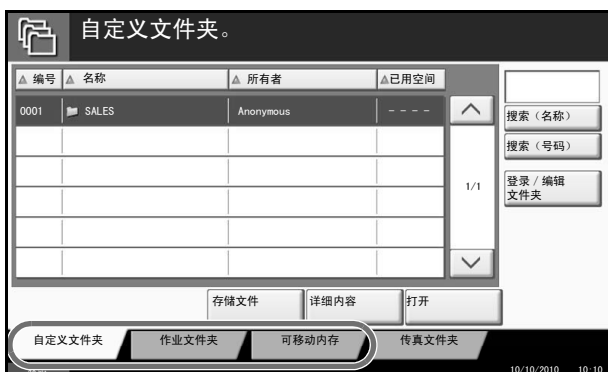 自定义文件夹。
编号 名称 所有者 已用空间
0001 SALES Anonymous - - - -
搜索（名称）
搜索（号码）
1/1
登录 / 编辑
文件夹
存储文件 详细内容 打开
自定义文件夹 作业文件夹 可移动内存 传真文件夹
10/10/2010 10:10